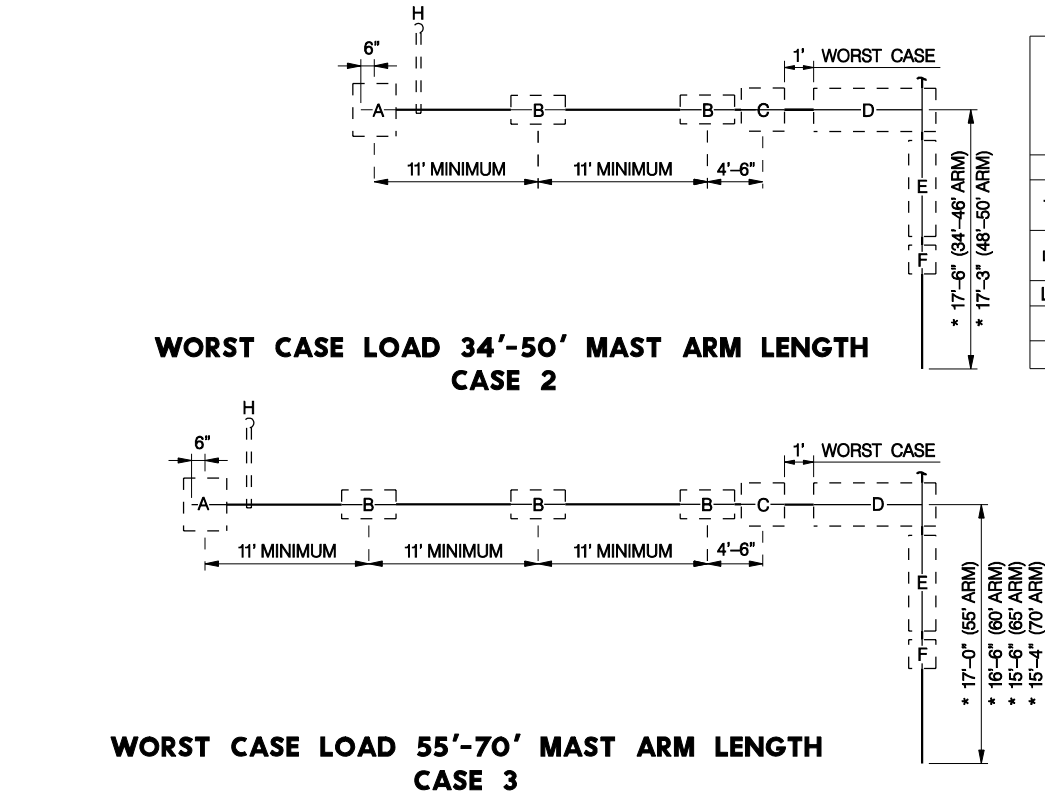 H
6" 1' WORST CASE
A B B C D
11' MINIMUM 11' MINIMUM 4'–6"
E
F
* 17'–6" (34'–46' ARM)
* 17'–3" (48'–50' ARM)
WORST CASE LOAD 34'-50' MAST ARM LENGTH
CASE 2
H
6" 1' WORST CASE
A B B B C D
11' MINIMUM 11' MINIMUM 11' MINIMUM 4'–6"
E
F
* 17'–0" (55' ARM)
* 16'–6" (60' ARM)
* 15'–6" (65' ARM)
* 15'–4" (70' ARM)
WORST CASE LOAD 55'-70' MAST ARM LENGTH
CASE 3